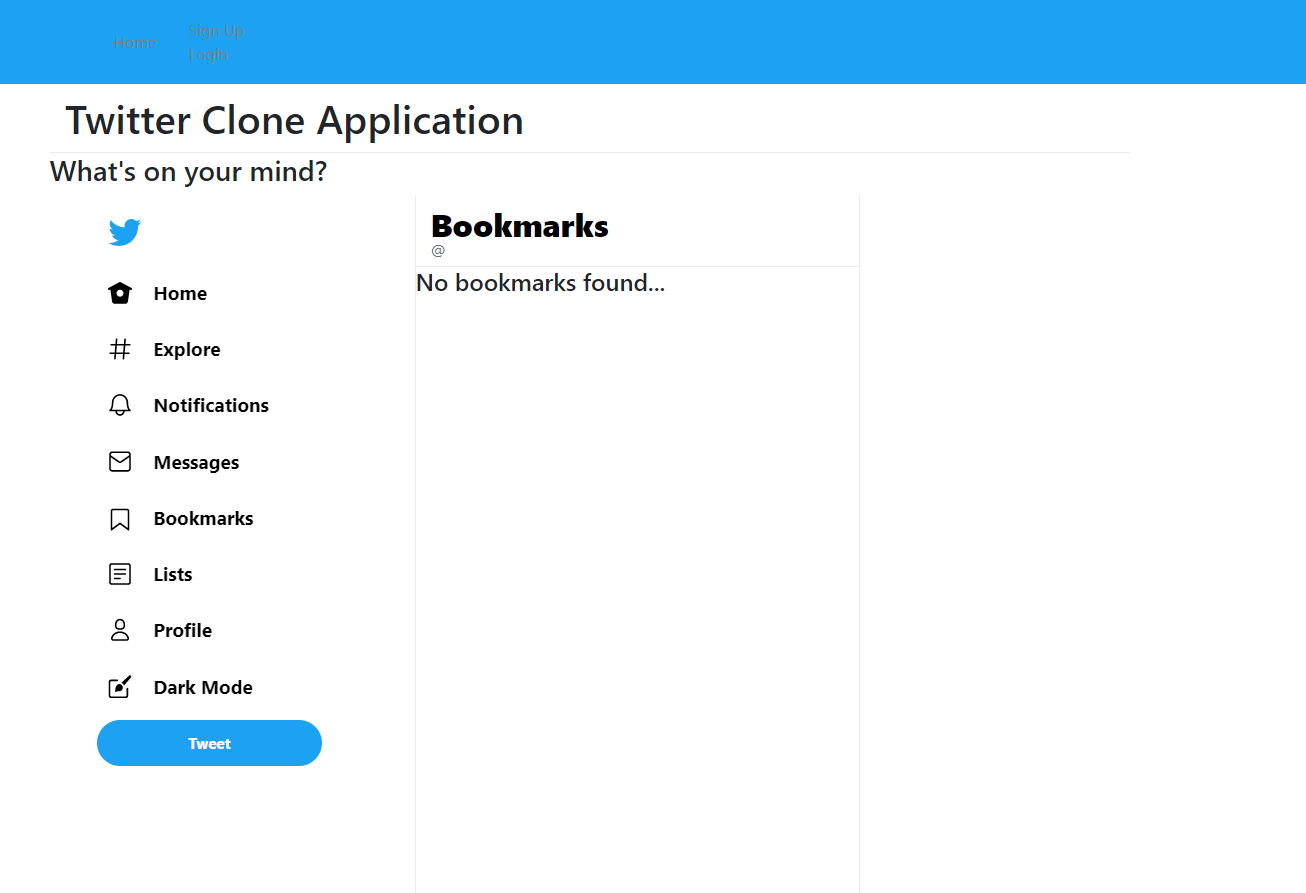 Home
Sign Up
Login
Twitter Clone Application
What's on your mind?
Home
Explore
Notifications
Messages
Bookmarks
Lists
Profile
Dark Mode
Tweet
Bookmarks
@
No bookmarks found...